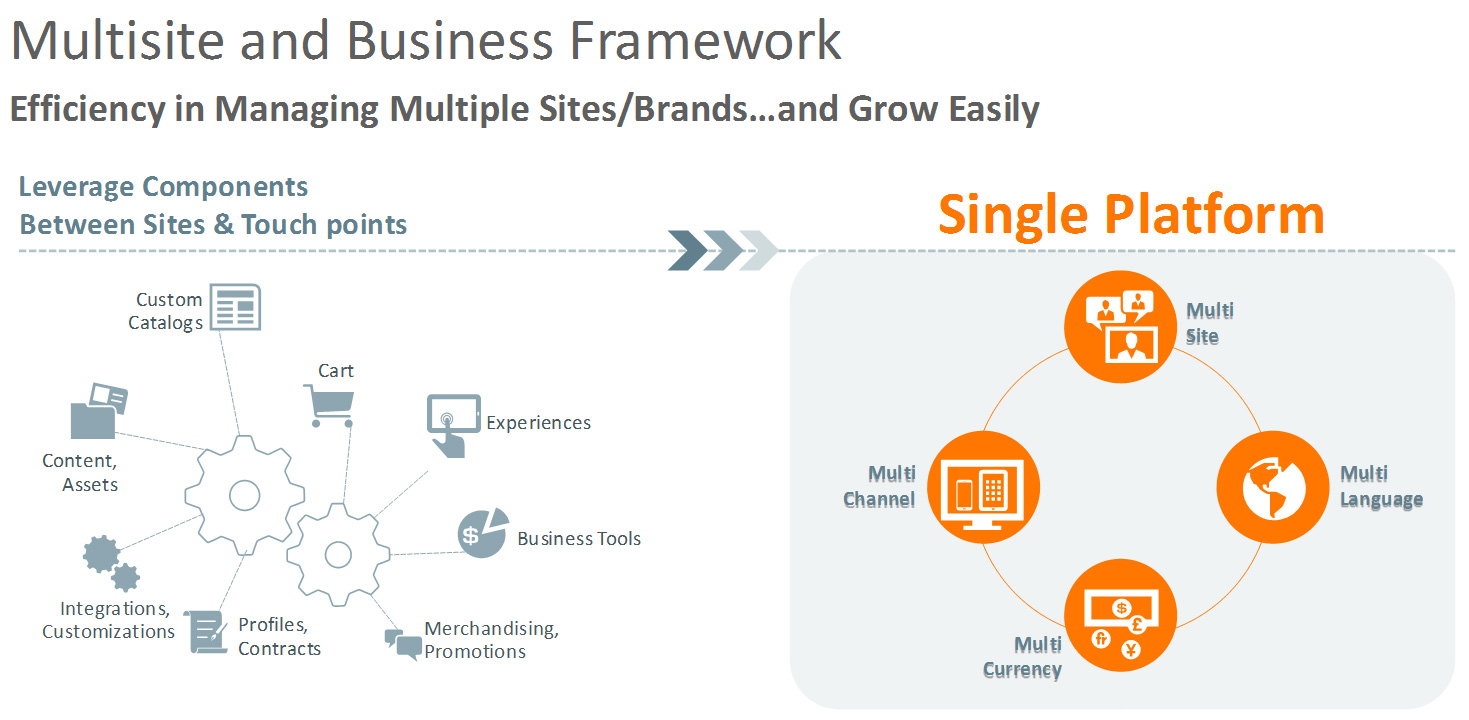 Multisite and Business Framework
Efficiency in Managing Multiple Sites/Brands...and Grow Easily
Leverage Components
Between Sites & Touch points
Single Platform
Custom
Catalogs
Cart
Experiences
Content,
Assets
$
Business Tools
Integrations,
Customizations
Profiles,
Contracts
Merchandising,
Promotions
Multi
Site
Multi
Channel
Multi
Language
Multi
Currency
$
£
fr
¥